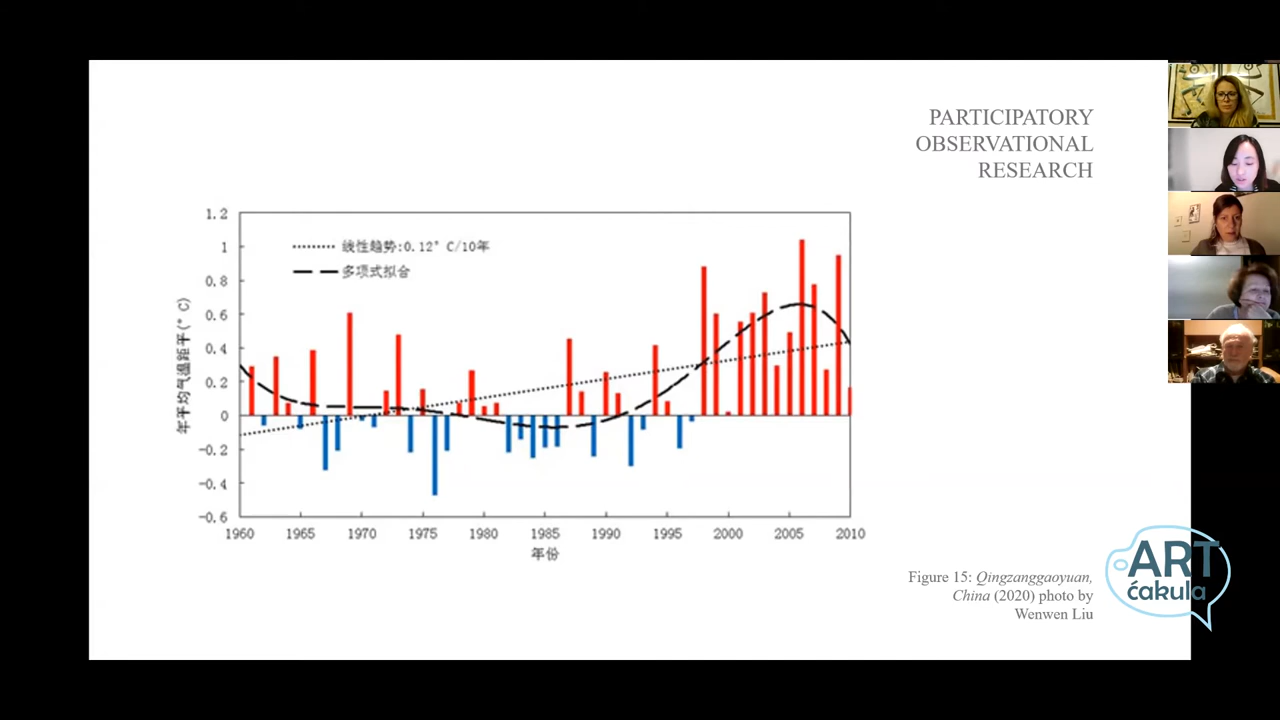 PARTICIPATORY
OBSERVATIONAL
RESEARCH
1.2
1
0.8
0.6
0.4
0.2
0
-0.2
-0.4
-0.6
年平均气温距平(°C)
线性趋势:0.12°C/10年
多项式拟合
1960 1965 1970 1975 1980 1985 1990 1995 2000 2005 2010
年份
Figure 15: Qingzanggaoyuan,
China (2020) photo by
Wenwen Liu
ART
ćakula